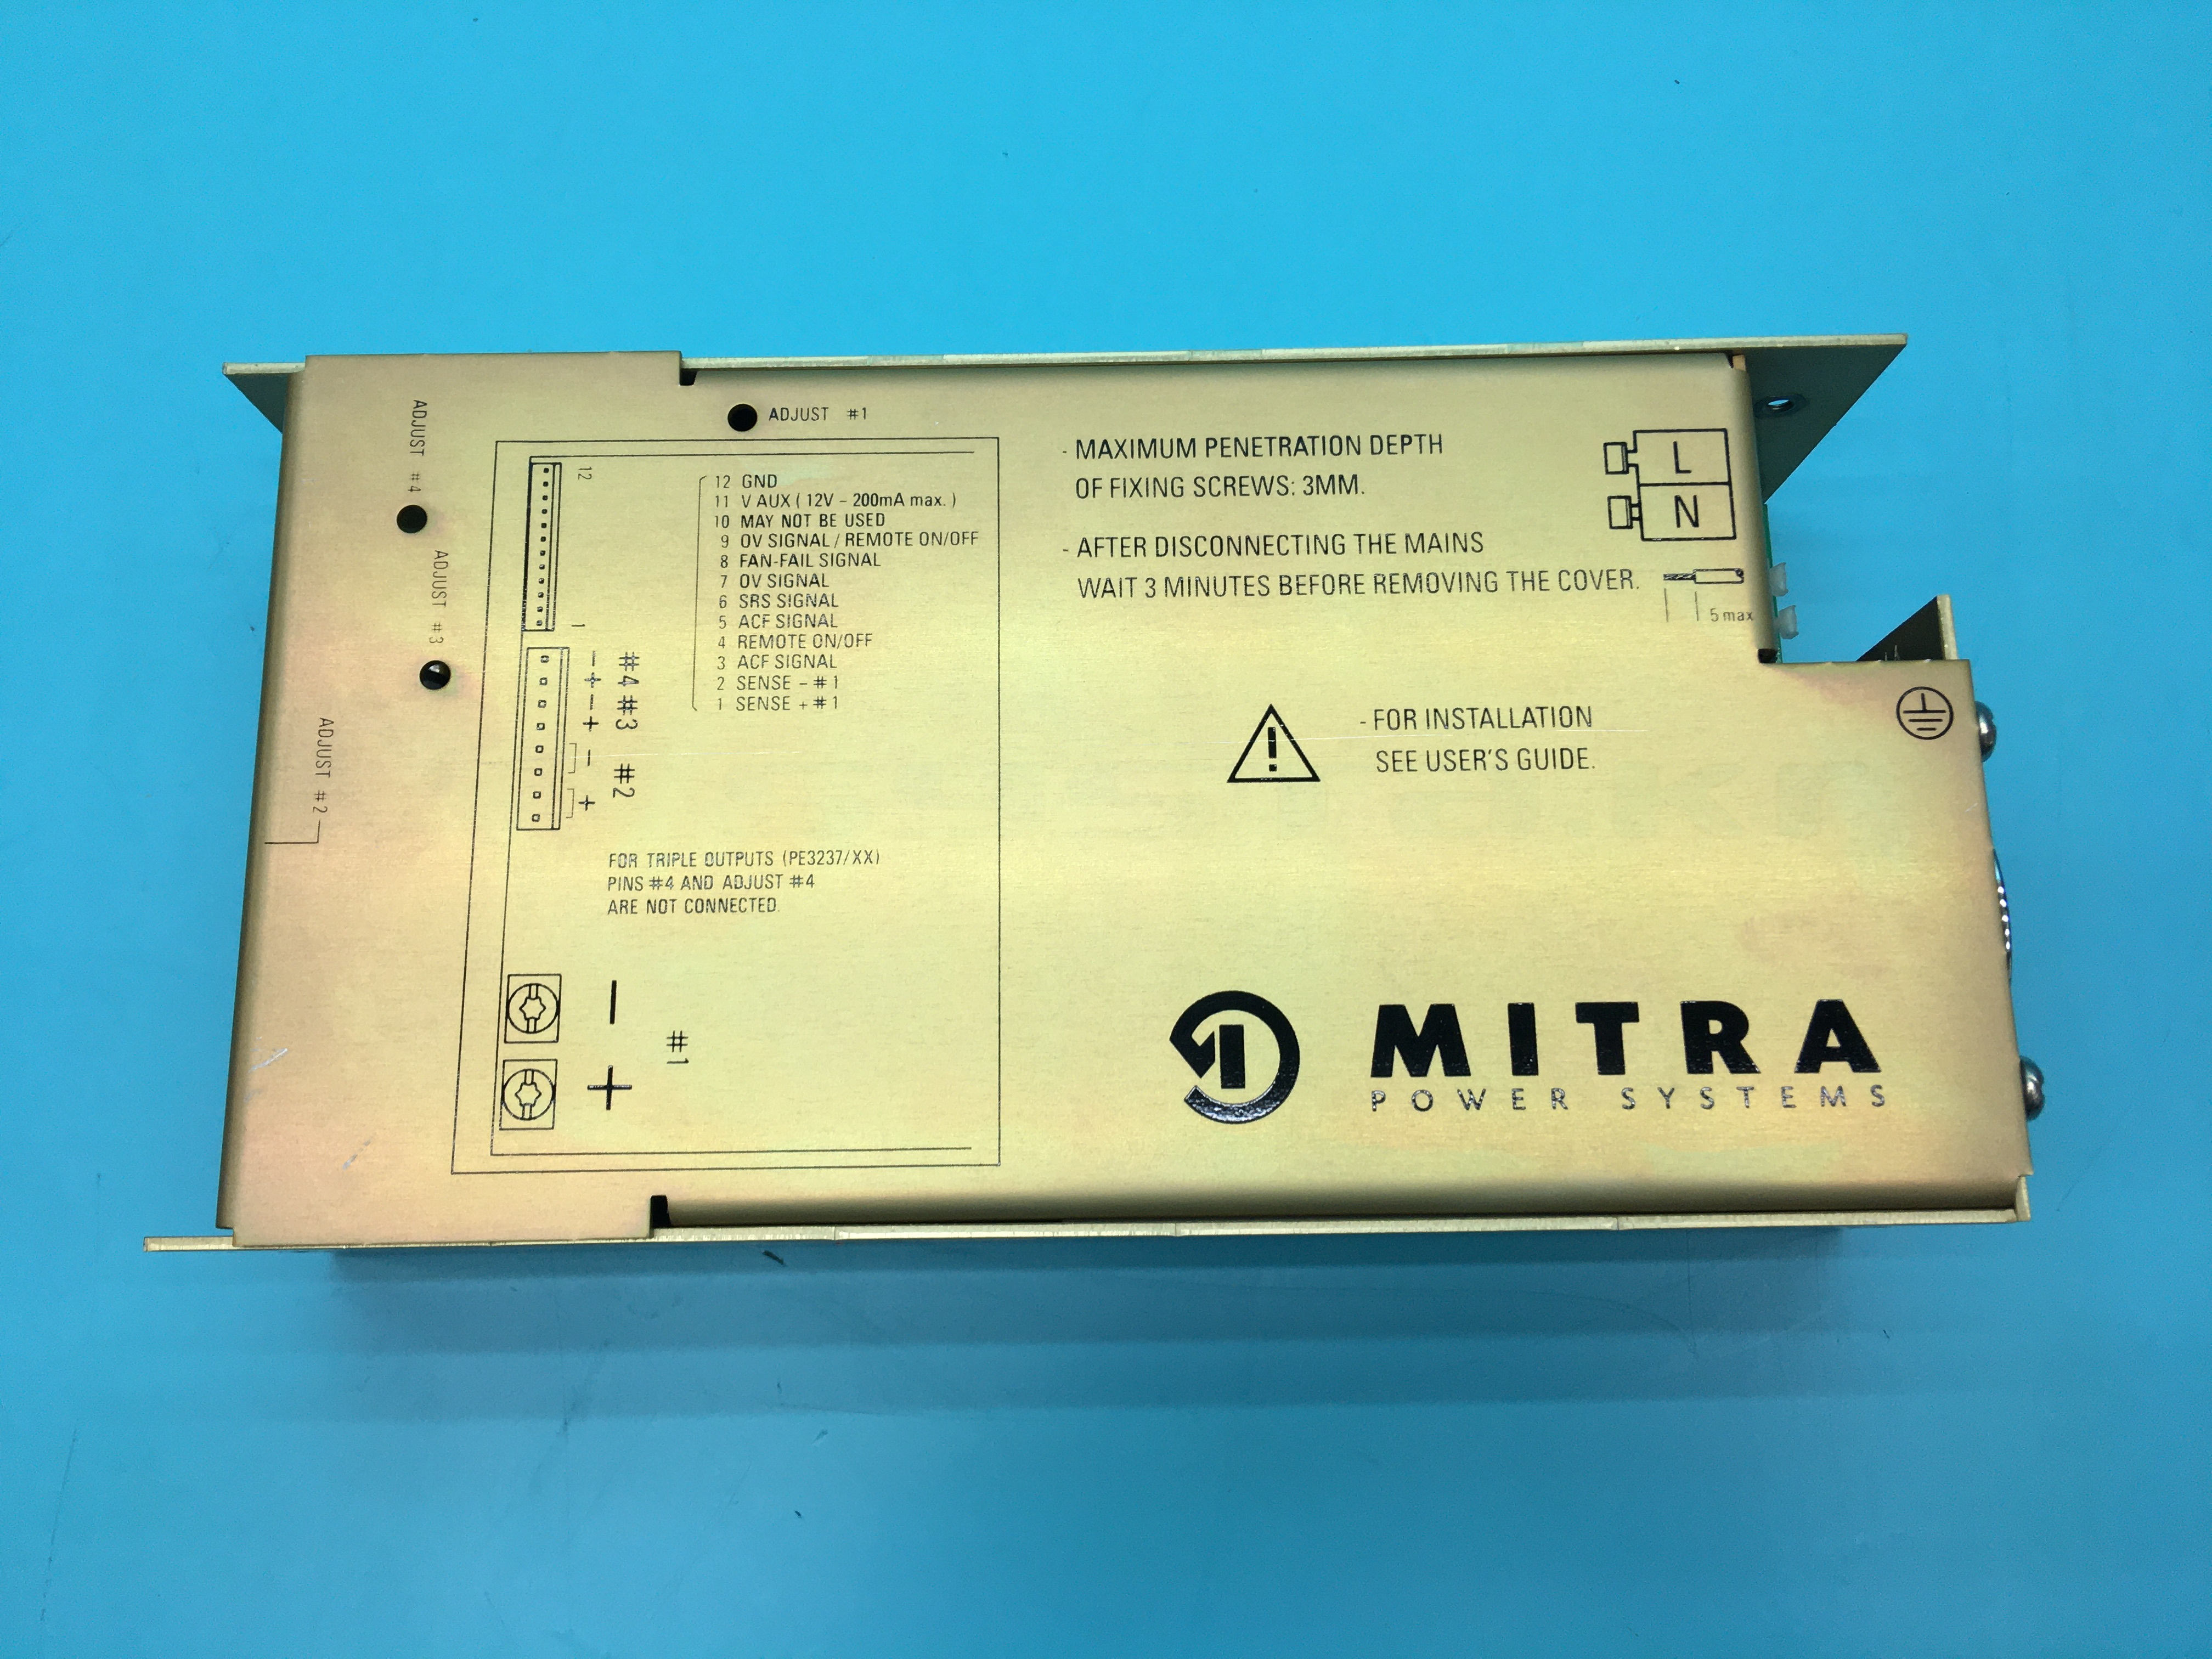 ADJUST #1
ADJUST #4
ADJUST #3
ADJUST #2
12
1
12 GND
11 V AUX ( 12V - 200mA max. )
10 MAY NOT BE USED
9 OV SIGNAL / REMOTE ON/OFF
8 FAN-FAIL SIGNAL
7 OV SIGNAL
6 SRS SIGNAL
5 ACF SIGNAL
4 REMOTE ON/OFF
3 ACF SIGNAL
2 SENSE - #1
1 SENSE + #1
- + - + - +
#4 #3 #2
FOR TRIPLE OUTPUTS (PE3237/XX)
PINS #4 AND ADJUST #4
ARE NOT CONNECTED.
- +
#1
- MAXIMUM PENETRATION DEPTH
OF FIXING SCREWS: 3MM.
- AFTER DISCONNECTING THE MAINS
WAIT 3 MINUTES BEFORE REMOVING THE COVER.
L
N
5 max
!
- FOR INSTALLATION
SEE USER'S GUIDE.
MITRA
POWER SYSTEMS